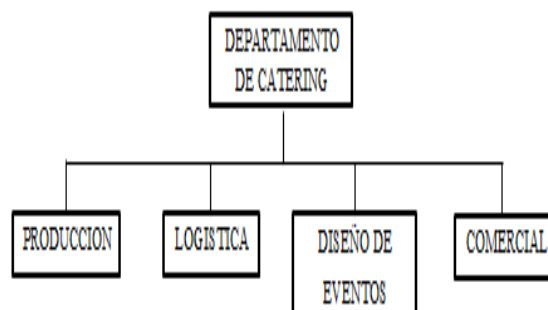 DEPARTAMENTO
DE CATERING
PRODUCCION
LOGISTICA
DISEÑO DE
EVENTOS
COMERCIAL